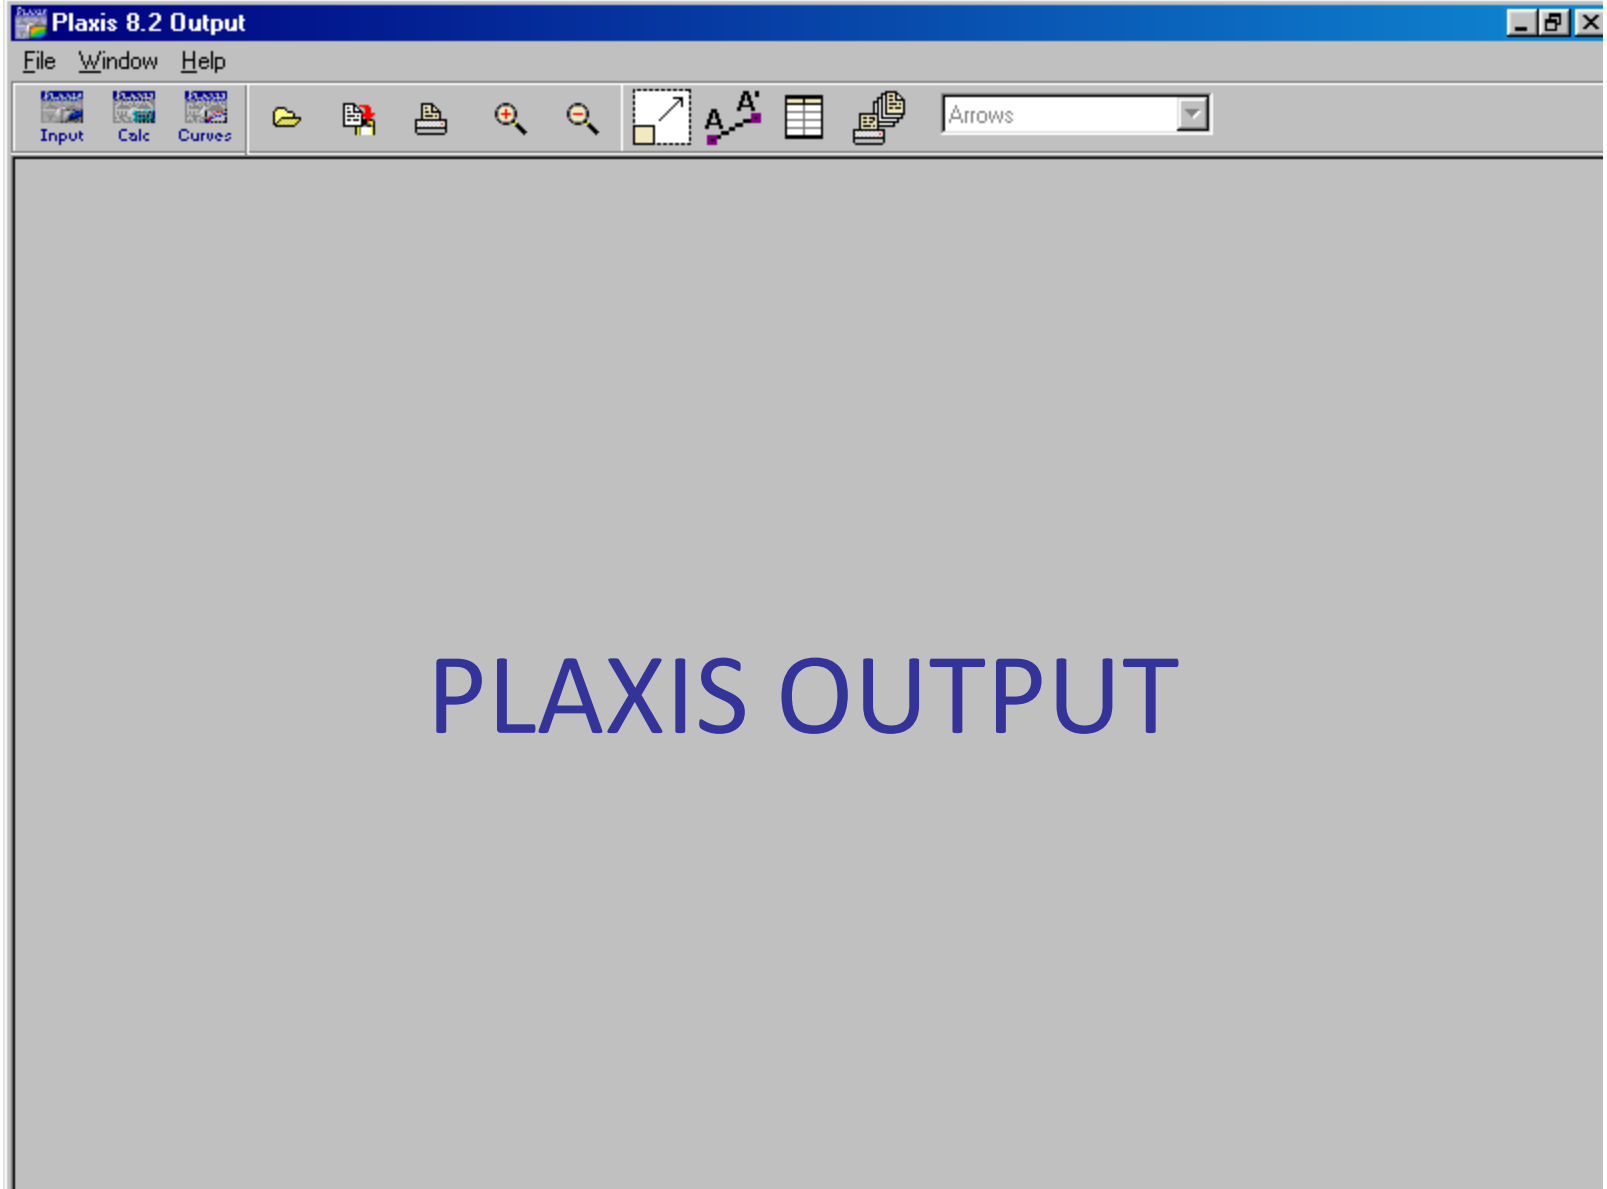 Plaxis 8.2 Output
File Window Help
Input Calc Curves
A A'
Arrows
PLAXIS OUTPUT